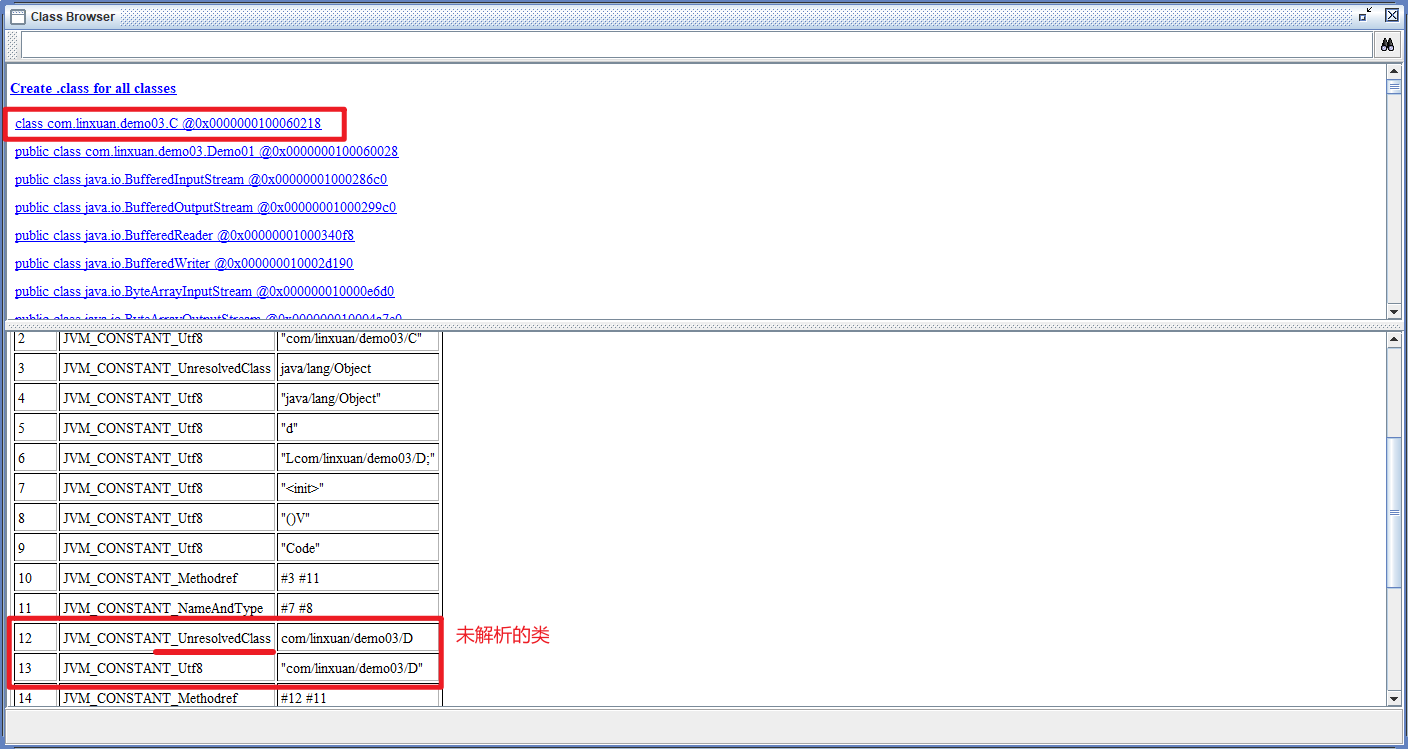 Class Browser
Create .class for all classes
class com.linxuan.demo03.C @0x0000000100060218
public class com.linxuan.demo03.Demo01 @0x0000000100060028
public class java.io.BufferedInputStream @0x00000001000286c0
public class java.io.BufferedOutputStream @0x00000001000299c0
public class java.io.BufferedReader @0x00000001000340f8
public class java.io.BufferedWriter @0x000000010002d190
public class java.io.ByteArrayInputStream @0x000000010000e6d0
public class java.io.ByteArrayOutputStream
2 JVM_CONSTANT_Utf8 "com/linxuan/demo03/C"
3 JVM_CONSTANT_UnresolvedClass java/lang/Object
4 JVM_CONSTANT_Utf8 "java/lang/Object"
5 JVM_CONSTANT_Utf8 "d"
6 JVM_CONSTANT_Utf8 "Lcom/linxuan/demo03/D;"
7 JVM_CONSTANT_Utf8 "<init>"
8 JVM_CONSTANT_Utf8 "()V"
9 JVM_CONSTANT_Utf8 "Code"
10 JVM_CONSTANT_Methodref #3 #11
11 JVM_CONSTANT_NameAndType #7 #8
12 JVM_CONSTANT_UnresolvedClass com/linxuan/demo03/D 未解析的类
13 JVM_CONSTANT_Utf8 "com/linxuan/demo03/D"
14 JVM_CONSTANT_Methodref #12 #11